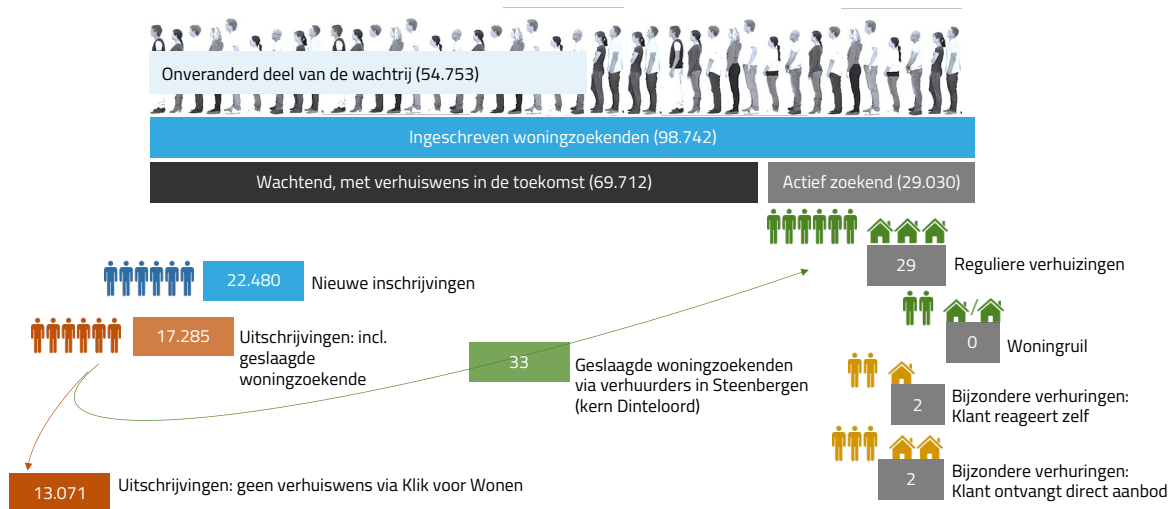 Onveranderd deel van de wachtrij (54.753)
Ingeschreven woningzoekenden (98.742)
Wachtend, met verhuiswens in de toekomst (69.712)
Actief zoekend (29.030)
29
Reguliere verhuizingen
22.480
Nieuwe inschrijvingen
17.285
Uitschrijvingen: incl.
geslaagde
woningzoekende
33
Geslaagde woningzoekenden
via verhuurders in Steenbergen
(kern Dinteloord)
/
0
Woningruil
2
Bijzondere verhuringen:
Klant reageert zelf
2
Bijzondere verhuringen:
Klant ontvangt direct aanbod
13.071
Uitschrijvingen: geen verhuiswens via Klik voor Wonen